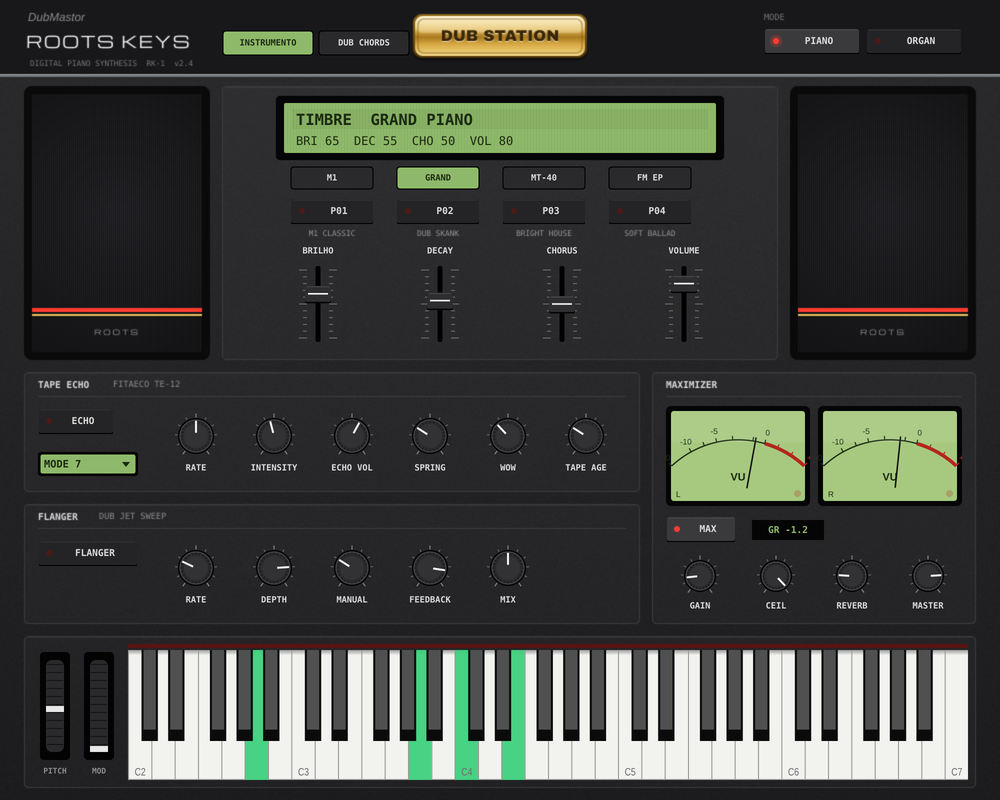 DubMastor
ROOTS KEYS
DIGITAL PIANO SYNTHESIS RK-1 v2.4
INSTRUMENTO
DUB CHORDS
DUB STATION
MODE
PIANO
ORGAN
TIMBRE GRAND PIANO
BRI 65 DEC 55 CHO 50 VOL 80
M1
GRAND
MT-40
FM EP
P01
P02
P03
P04
M1 CLASSIC
DUB SKANK
BRIGHT HOUSE
SOFT BALLAD
BRILHO
DECAY
CHORUS
VOLUME
ROOTS
ROOTS
TAPE ECHO
FITAECO TE-12
ECHO
MODE 7
RATE
INTENSITY
ECHO VOL
SPRING
WOW
TAPE AGE
FLANGER
DUB JET SWEEP
FLANGER
RATE
DEPTH
MANUAL
FEEDBACK
MIX
MAXIMIZER
-10
-5
0
VU
L
-10
-5
0
VU
R
MAX
GR -1.2
GAIN
CEIL
REVERB
MASTER
PITCH
MOD
C2
C3
C4
C5
C6
C7